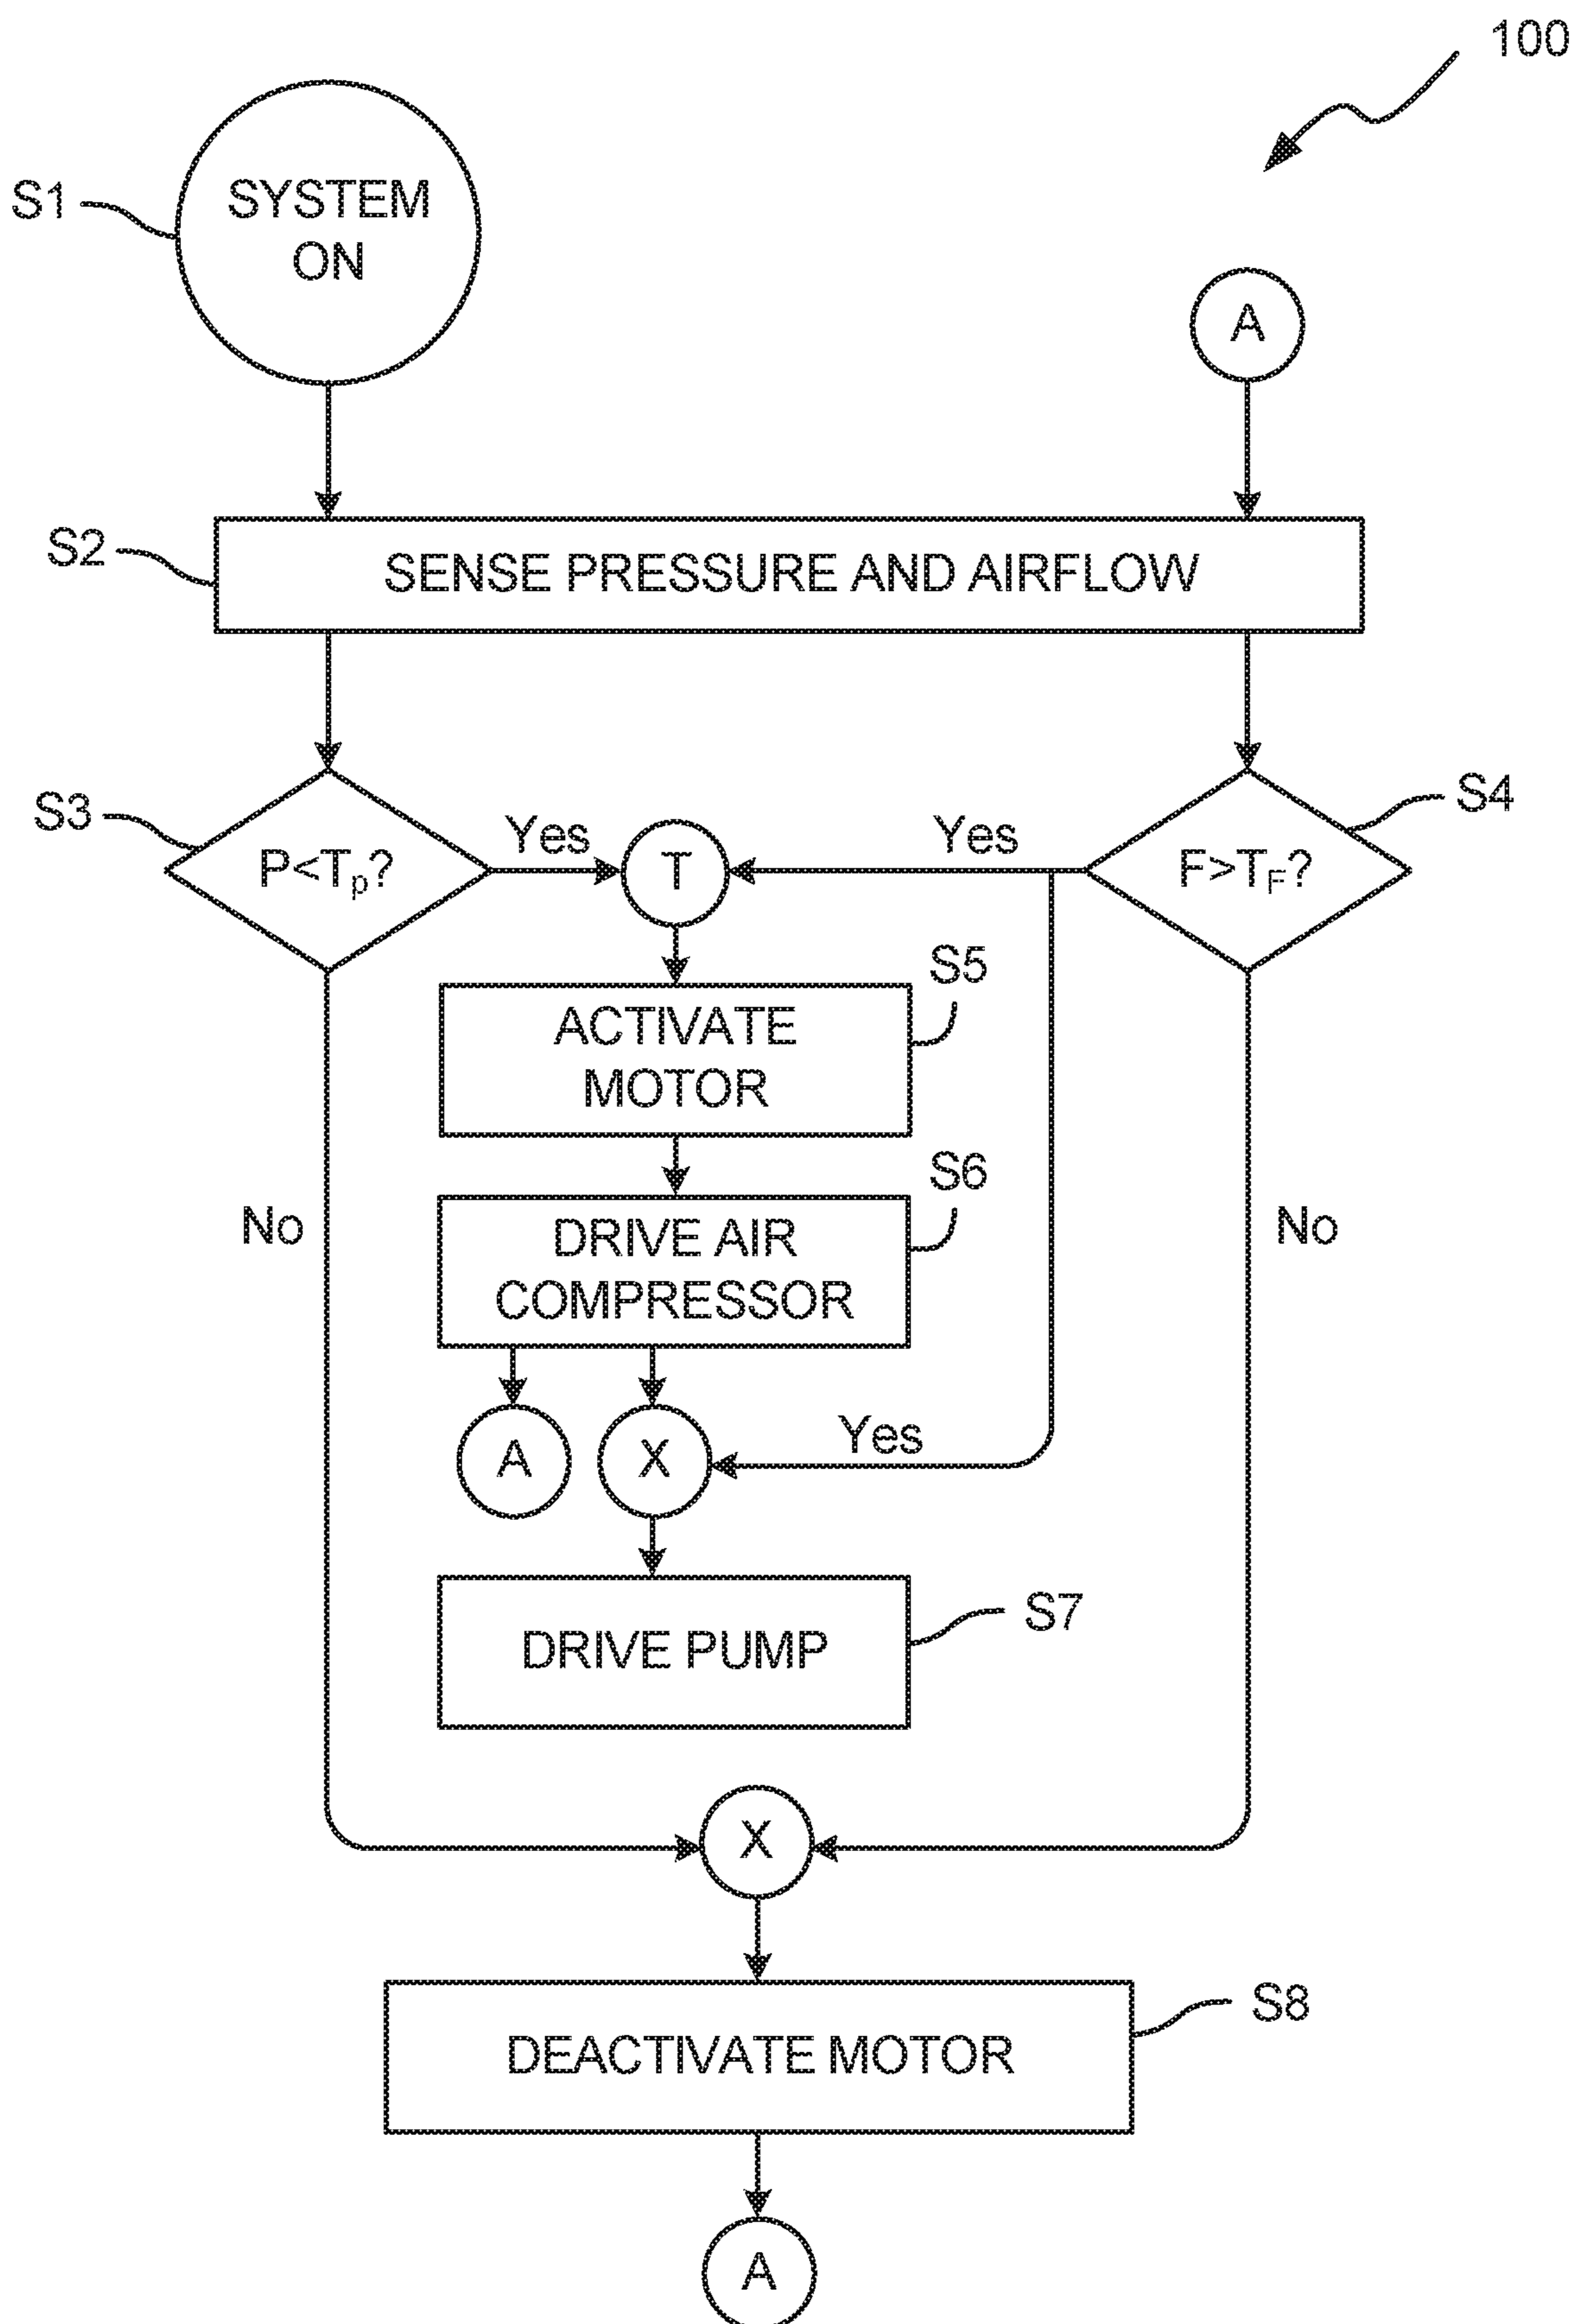 100
S1
SYSTEM
ON
A
S2
SENSE PRESSURE AND AIRFLOW
S3
P<Tp?
Yes
T
Yes
F>TF?
S4
S5
ACTIVATE
MOTOR
S6
No
DRIVE AIR
COMPRESSOR
No
A
X
Yes
DRIVE PUMP
S7
X
S8
DEACTIVATE MOTOR
A